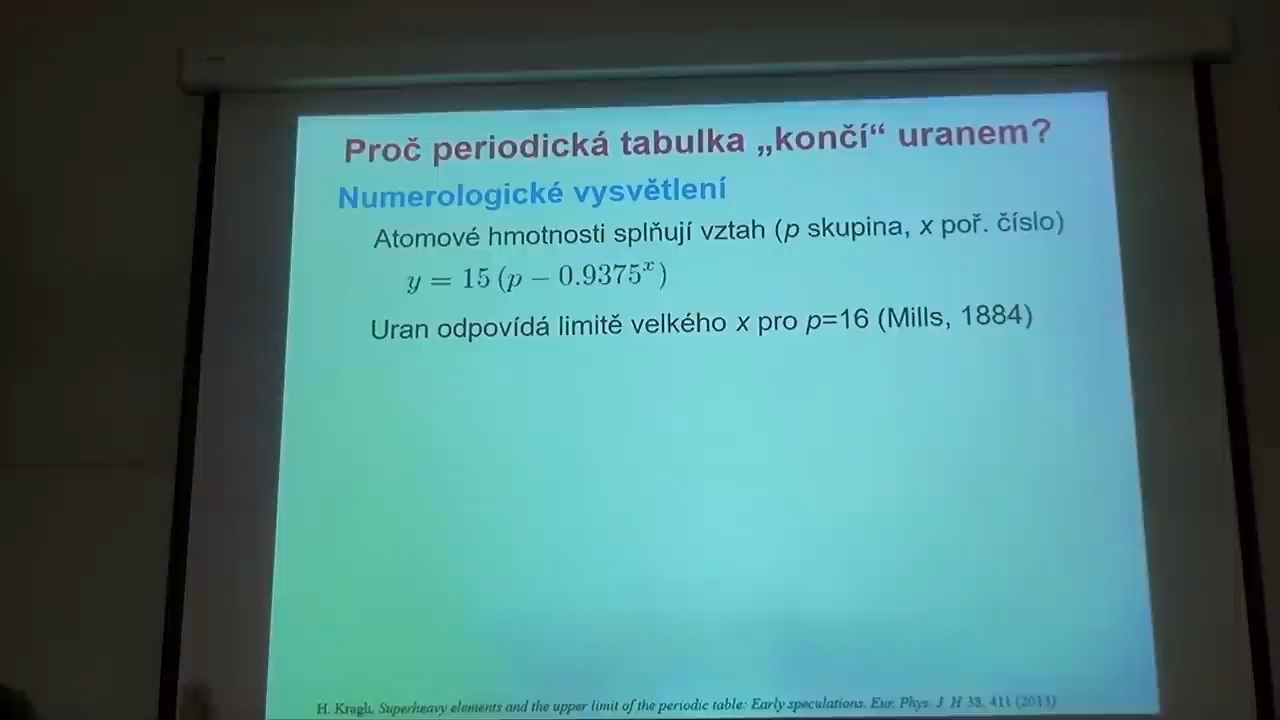 Proč periodická tabulka „končí“ uranem?
Numerologické vysvětlení
Atomové hmotnosti splňují vztah (p skupina, x poř. číslo)
y = 15 (p − 0.9375^x)
Uran odpovídá limitě velkého x pro p=16 (Mills, 1884)
H. Kragh, Superheavy elements and the upper limit of the periodic table: Early speculations. Eur. Phys. J. H 38, 411 (2013)